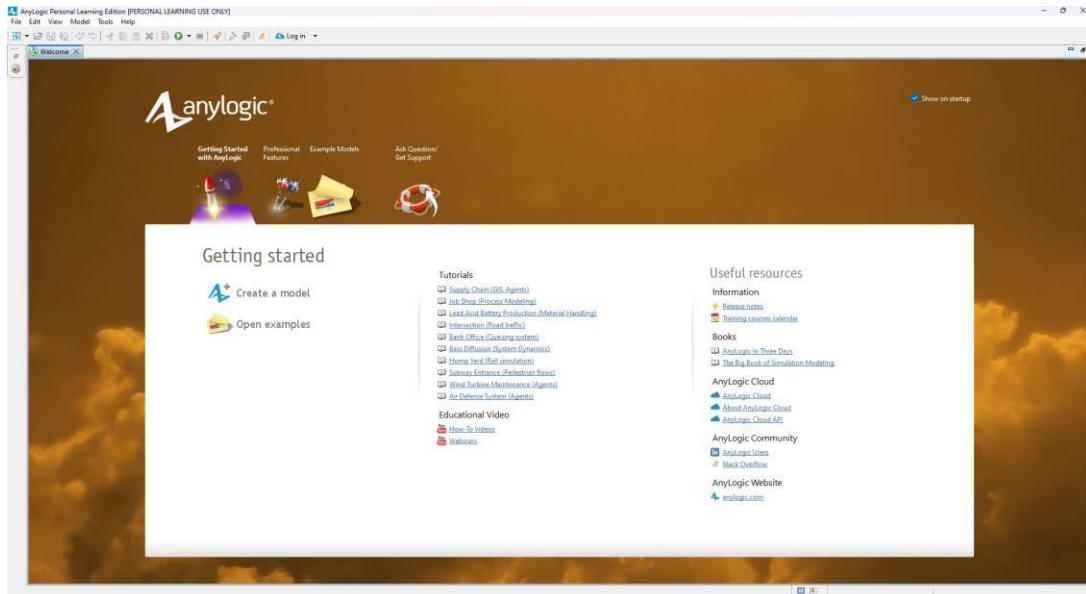 AnyLogic Personal Learning Edition [PERSONAL LEARNING USE ONLY]
File Edit View Model Tools Help
Log in
Welcome
anylogic®
Show on startup
Getting Started
with AnyLogic
Professional
Features
Example Models
Ask Question/
Get Support
Getting started
Create a model
Open examples
Tutorials
Supply Chain (GIS, Agents)
Job Shop (Process Modeling)
Lead Acid Battery Production (Material Handling)
Intersection (Road traffic)
Bank Office (Queuing system)
Bass Diffusion (System Dynamics)
Hump Yard (Rail simulation)
Subway Entrance (Pedestrian flows)
Wind Turbine Maintenance (Agents)
Air Defense System (Agents)
Educational Video
How-To Videos
Webinars
Useful resources
Information
Release notes
Training courses calendar
Books
AnyLogic in Three Days
The Big Book of Simulation Modeling
AnyLogic Cloud
AnyLogic Cloud
About AnyLogic Cloud
AnyLogic Cloud API
AnyLogic Community
AnyLogic Users
Stack Overflow
AnyLogic Website
anylogic.com